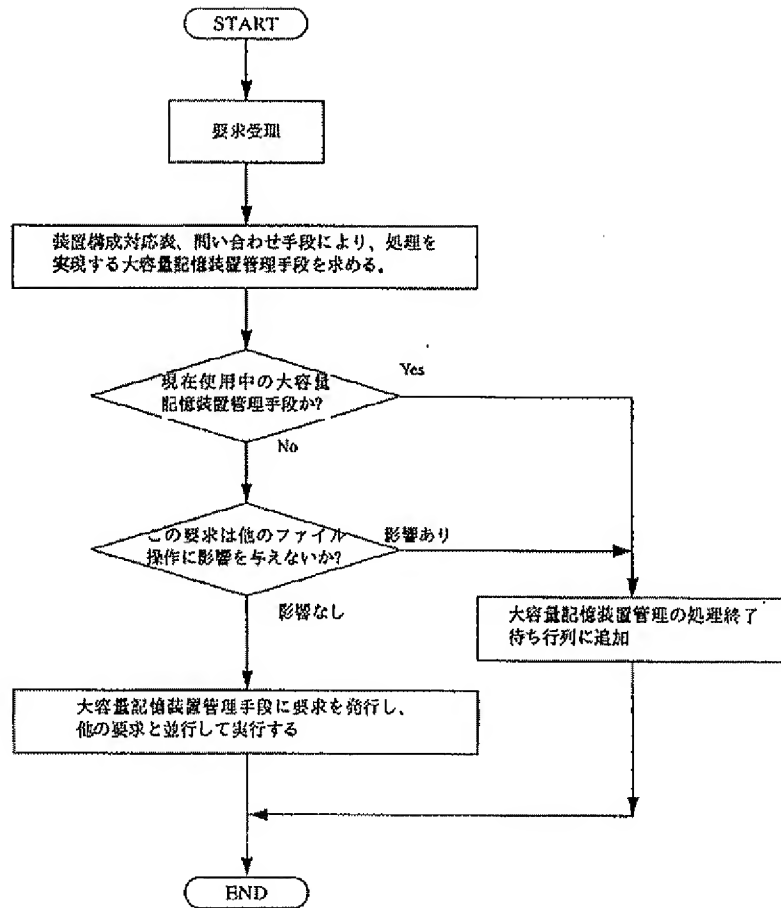 START
要求受理
装置構成対応表、問い合わせ手段により、処理を
実現する大容量記憶装置管理手段を求める。
現在使用中の大容量
記憶装置管理手段か?
Yes
No
この要求は他のファイル
操作に影響を与えないか?
影響あり
影響なし
大容量記憶装置管理の処理終了
待ち行列に追加
大容量記憶装置管理手段に要求を発行し、
他の要求と並行して実行する
END